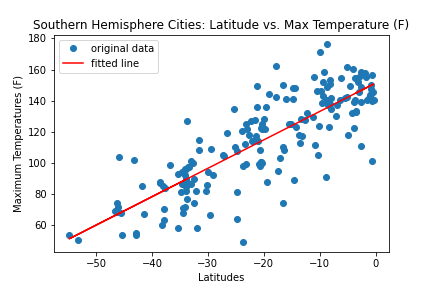 Southern Hemisphere Cities: Latitude vs. Max Temperature (F)
original data
fitted line
Maximum Temperatures (F)
180
160
140
120
100
80
60
−50
−40
−30
−20
−10
0
Latitudes